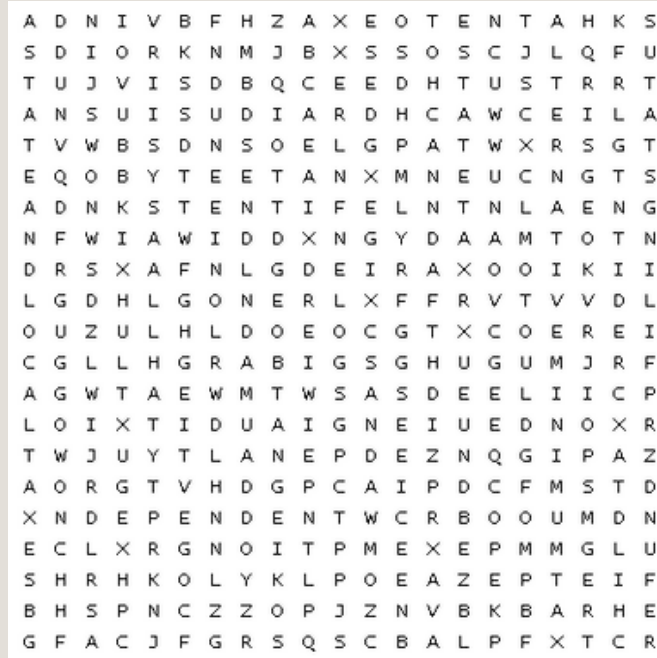 A D N I V B F H Z A X E O T E N T A H K S
S D I O R K N M J B X S S O S C J L Q F U
T U J V I S D B Q C E E D H T U S T R R T
A N S U I S U D I A R D H C A W C E I L A
T V W B S D N S O E L G P A T W X R S G T
E Q O B Y T E E T A N X M N E U C N G T S
A D N K S T E N T I F E L N T N L A E N G
N F W I A W I D D X N G Y D A A M T O T N
D R S X A F N L G D E I R A X O O I K I I
L G D H L G O N E R L X F F R V T V V D L
O U Z U L H L D O E O C G T X C O E R E I
C G L L H G R A B I G S G H U G U M J R F
A G W T A E W M T W S A S D E E L I I C P
L O I X T I D U A I G N E I U E D N O X R
T W J U Y T L A N E P D E Z N Q G I P A Z
A O R G T V H D G P C A I P D C F M S T D
X N D E P E N D E N T W C R B O O U M D N
E C L X R G N O I T P M E X E P M M G L U
S H R H K O L Y K L P O E A Z E P T E I F
B H S P N C Z Z O P J Z N V B K B A R H E
G F A C J F G R S Q S C B A L P F X T C R